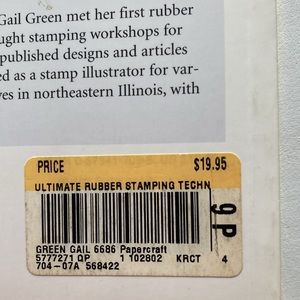 Gail Green met her first rubber
ught stamping workshops for
published designs and articles
ed as a stamp illustrator for var-
ves in northeastern Illinois, with
PRICE $19.95
ULTIMATE RUBBER STAMPING TECHN
9P
GREEN GAIL 6686 Papercraft
5777271 QP 1 102802 KRCT 4
704-07A 568422